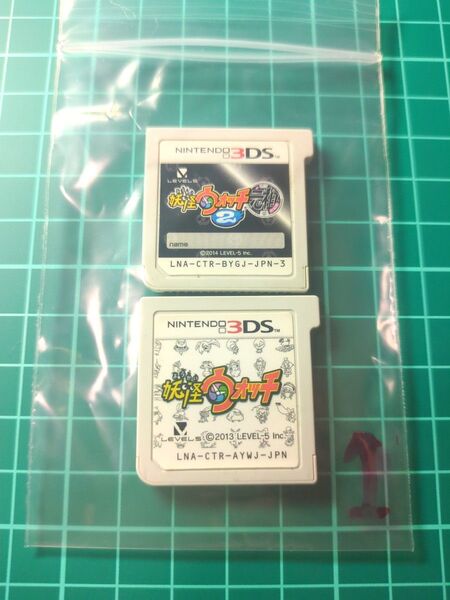 NINTENDO 3DS™
LEVEL5
妖怪ウォッチ2 元祖
name
©2014 LEVEL-5 Inc.
LNA-CTR-BYGJ-JPN-3
NINTENDO 3DS™
妖怪ウォッチ
LEVEL5 ©2013 LEVEL-5 Inc.
LNA-CTR-AYWJ-JPN
1